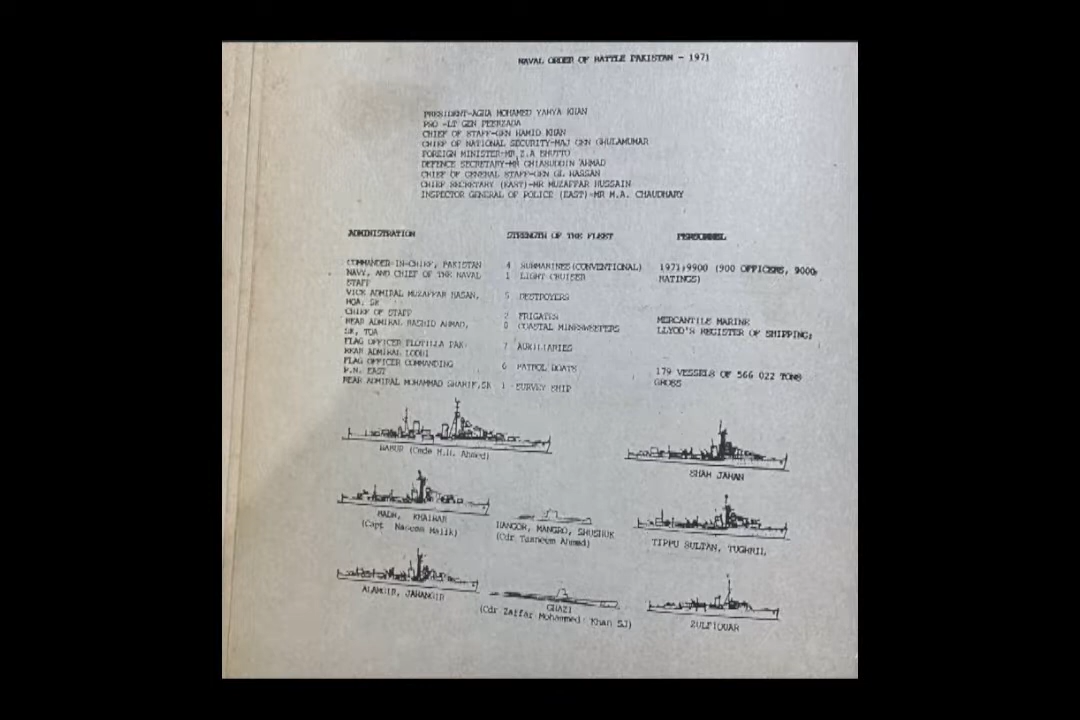 NAVAL ORDER OF BATTLE PAKISTAN - 1971
PRESIDENT-AGHA MOHAMED YAHYA KHAN
PSO -LT GEN PEERZADA
CHIEF OF STAFF-GEN HAMID KHAN
CHIEF OF NATIONAL SECURITY-MAJ GEN GHULAMUMAR
FOREIGN MINISTER-MR Z.A BHUTTO
DEFENCE SECRETARY-MR GHIASUDDIN AHMAD
CHIEF OF GENERAL STAFF-GEN GL HASSAN
CHIEF SECRETARY (EAST)-MR MUZAFFAR HUSSAIN
INSPECTOR GENERAL OF POLICE (EAST)-MR M.A. CHAUDHARY
ADMINISTRATION
COMMANDER-IN-CHIEF, PAKISTAN
NAVY, AND CHIEF OF THE NAVAL
STAFF
VICE ADMIRAL MUZAFFAR HASAN,
HQA, SK
CHIEF OF STAFF
REAR ADMIRAL RASHID AHMAD,
SK, TQA
FLAG OFFICER FLOTILLA PAK
REAR ADMIRAL LODHI
FLAG OFFICER COMMANDING
P.N. EAST
REAR ADMIRAL MOHAMMAD SHARIF, SK
STRENGTH OF THE FLEET
4 SUBMARINES (CONVENTIONAL)
1 LIGHT CRUISER
5 DESTROYERS
2 FRIGATES
8 COASTAL MINESWEEPERS
7 AUXILIARIES
6 PATROL BOATS
1 SURVEY SHIP
PERSONNEL
1971;9900 (900 OFFICERS, 9000
RATINGS)
MERCANTILE MARINE
LLYOD'S REGISTER OF SHIPPING;
179 VESSELS OF 566 022 TONS
GROSS
BABUR (Cmde M.H. Ahmed)
SHAH JAHAN
BADR, KHAIBAR
(Capt Naseem Malik)
HANGOR, MANGRO, SHUSHUK
(Cdr Tasneem Ahmed)
TIPPU SULTAN, TUGHRIL
ALAMGIR, JAHANGIR
GHAZI
(Cdr Zaffar Mohammed Khan SJ)
ZULFIQUAR